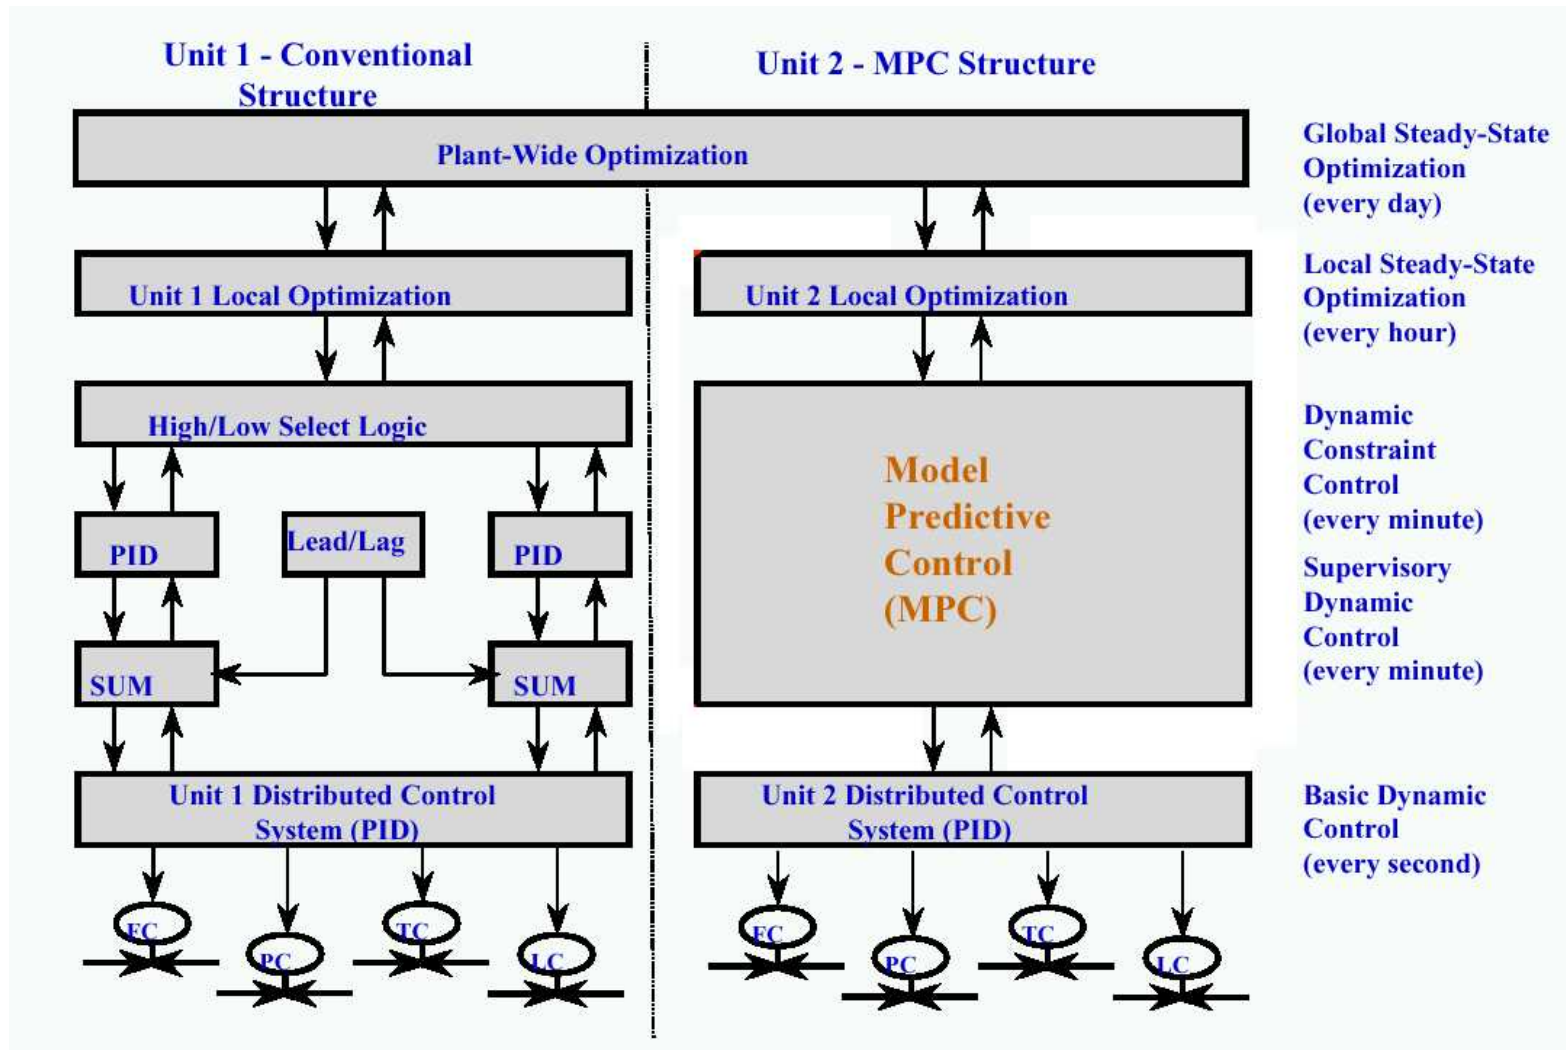 Unit 1 - Conventional
Structure
Unit 2 - MPC Structure
Plant-Wide Optimization
Global Steady-State
Optimization
(every day)
Unit 1 Local Optimization
Unit 2 Local Optimization
Local Steady-State
Optimization
(every hour)
High/Low Select Logic
PID
Lead/Lag
PID
SUM
SUM
Model
Predictive
Control
(MPC)
Dynamic
Constraint
Control
(every minute)
Supervisory
Dynamic
Control
(every minute)
Unit 1 Distributed Control
System (PID)
Unit 2 Distributed Control
System (PID)
Basic Dynamic
Control
(every second)
FC
PC
TC
LC
FC
PC
TC
LC